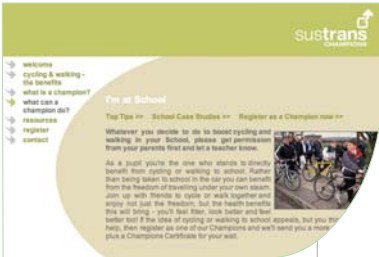 sustrans
CHAMPIONS
welcome
cycling & walking -
the benefits
what is a champion?
what can a
champion do?
resources
register
contact
I'm at School
Top Tips >> School Case Studies >> Register as a Champion now >>
Whatever you decide to do to boost cycling and
walking in your School, please get permission
from your parents first and let a teacher know.
As a pupil you're the one who stands to directly
benefit from cycling or walking to school. Rather
than being taken to school in the car you can benefit
from the freedom of travelling under your own steam.
Join up with friends to cycle or walk together and
enjoy not just the freedom, but the health benefits
this will bring - you'll feel fitter, look better and feel
better too! If the idea of cycling or walking to school appeals, but you thin
help, then register as one of our Champions and we'll send you a more
plus a Champions Certificate for your wall.